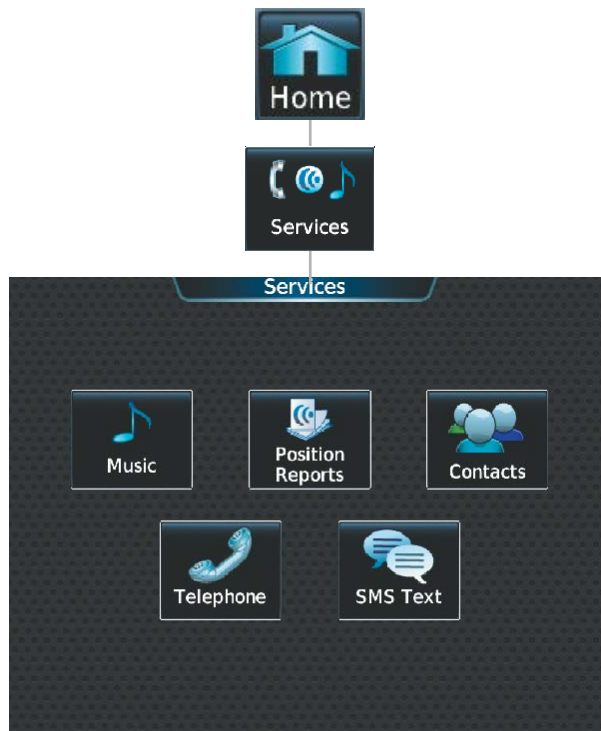 Home
Services
Services
Music
Position
Reports
Contacts
Telephone
SMS Text